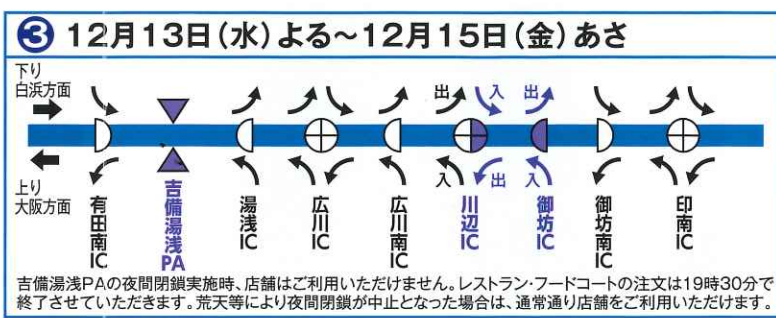 ③ 12月13日(水)よる～12月15日(金)あさ
下り
白浜方面
出 入 出
上り
大阪方面
入 出 入
有田南IC
吉備湯浅PA
湯浅IC
広川IC
広川南IC
川辺IC
御坊IC
御坊南IC
印南IC
吉備湯浅PAの夜間閉鎖実施時、店舗はご利用いただけません。レストラン・フードコートの注文は19時30分で
終了させていただきます。荒天等により夜間閉鎖が中止となった場合は、通常通り店舗をご利用いただけます。